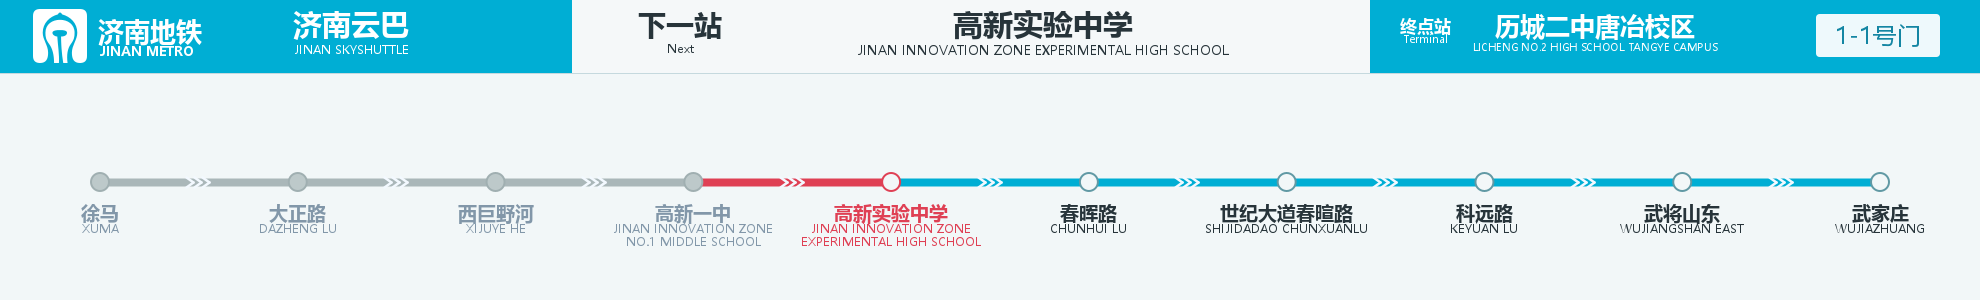 济南地铁
JINAN METRO
济南云巴
JINAN SKYSHUTTLE
下一站
Next
高新实验中学
JINAN INNOVATION ZONE EXPERIMENTAL HIGH SCHOOL
终点站
Terminal
历城二中唐冶校区
LICHENG NO.2 HIGH SCHOOL TANGYE CAMPUS
1-1号门
徐马
XUMA
大正路
DAZHENG LU
西巨野河
XI JUYE HE
高新一中
JINAN INNOVATION ZONE
NO.1 MIDDLE SCHOOL
高新实验中学
JINAN INNOVATION ZONE
EXPERIMENTAL HIGH SCHOOL
春晖路
CHUNHUI LU
世纪大道春暄路
SHIJIDADAO CHUNXUANLU
科远路
KEYUAN LU
武将山东
WUJIANGSHAN EAST
武家庄
WUJIAZHUANG